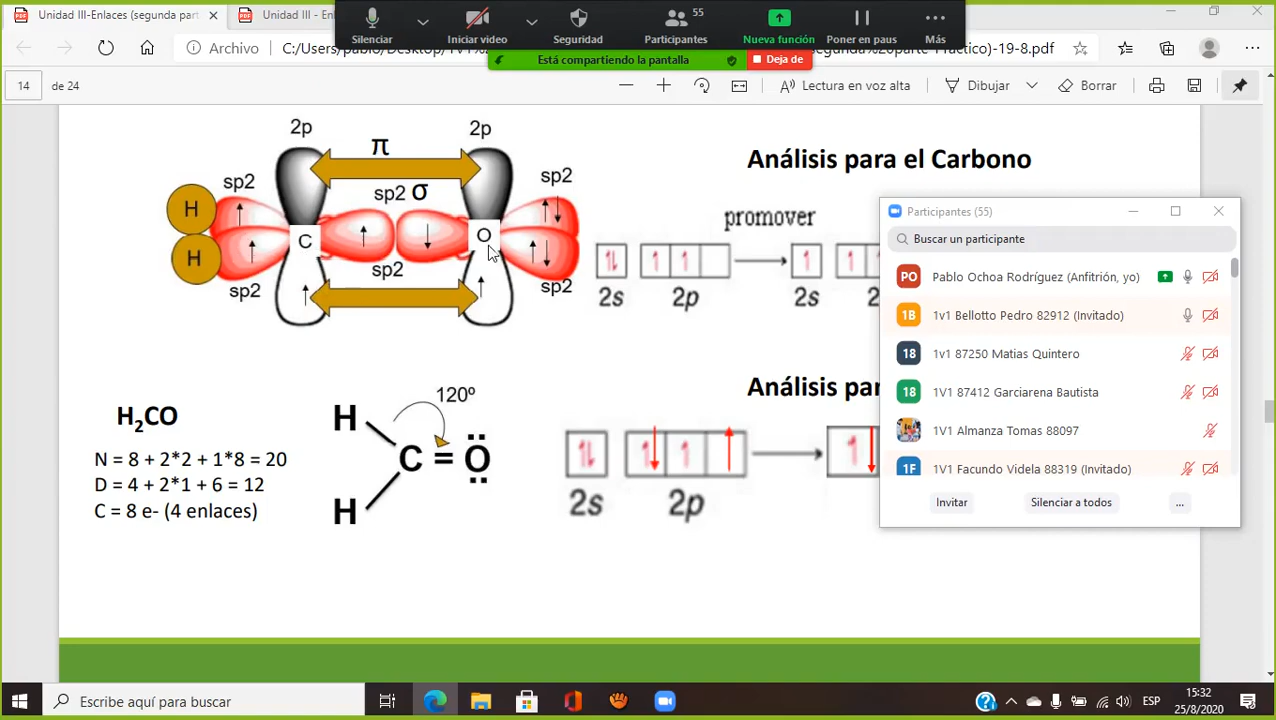 Unidad III-Enlaces (segunda part
Unidad III - En
Silenciar
Iniciar video
Seguridad
55
Participantes
Nueva función
Poner en paus
Más
Está compartiendo la pantalla
Deja de
Archivo
C:/Users/pablo/Desktop/1V1%
segunda%20parte-Practico)-19-8.pdf
14 de 24
Lectura en voz alta
Dibujar
Borrar
2p
2p
π
sp2
sp2 σ
sp2
H
H
C
O
sp2
sp2
sp2
Análisis para el Carbono
promover
2s
2p
2s
2
H2CO
N = 8 + 2*2 + 1*8 = 20
D = 4 + 2*1 + 6 = 12
C = 8 e- (4 enlaces)
120º
H
C = O
H
Análisis pa
2s
2p
Participantes (55)
Buscar un participante
PO Pablo Ochoa Rodríguez (Anfitrión, yo)
1B 1v1 Bellotto Pedro 82912 (Invitado)
18 1v1 87250 Matias Quintero
18 1V1 87412 Garciarena Bautista
1V1 Almanza Tomas 88097
1F 1V1 Facundo Videla 88319 (Invitado)
Invitar
Silenciar a todos
...
Escribe aquí para buscar
ESP
15:32
25/8/2020